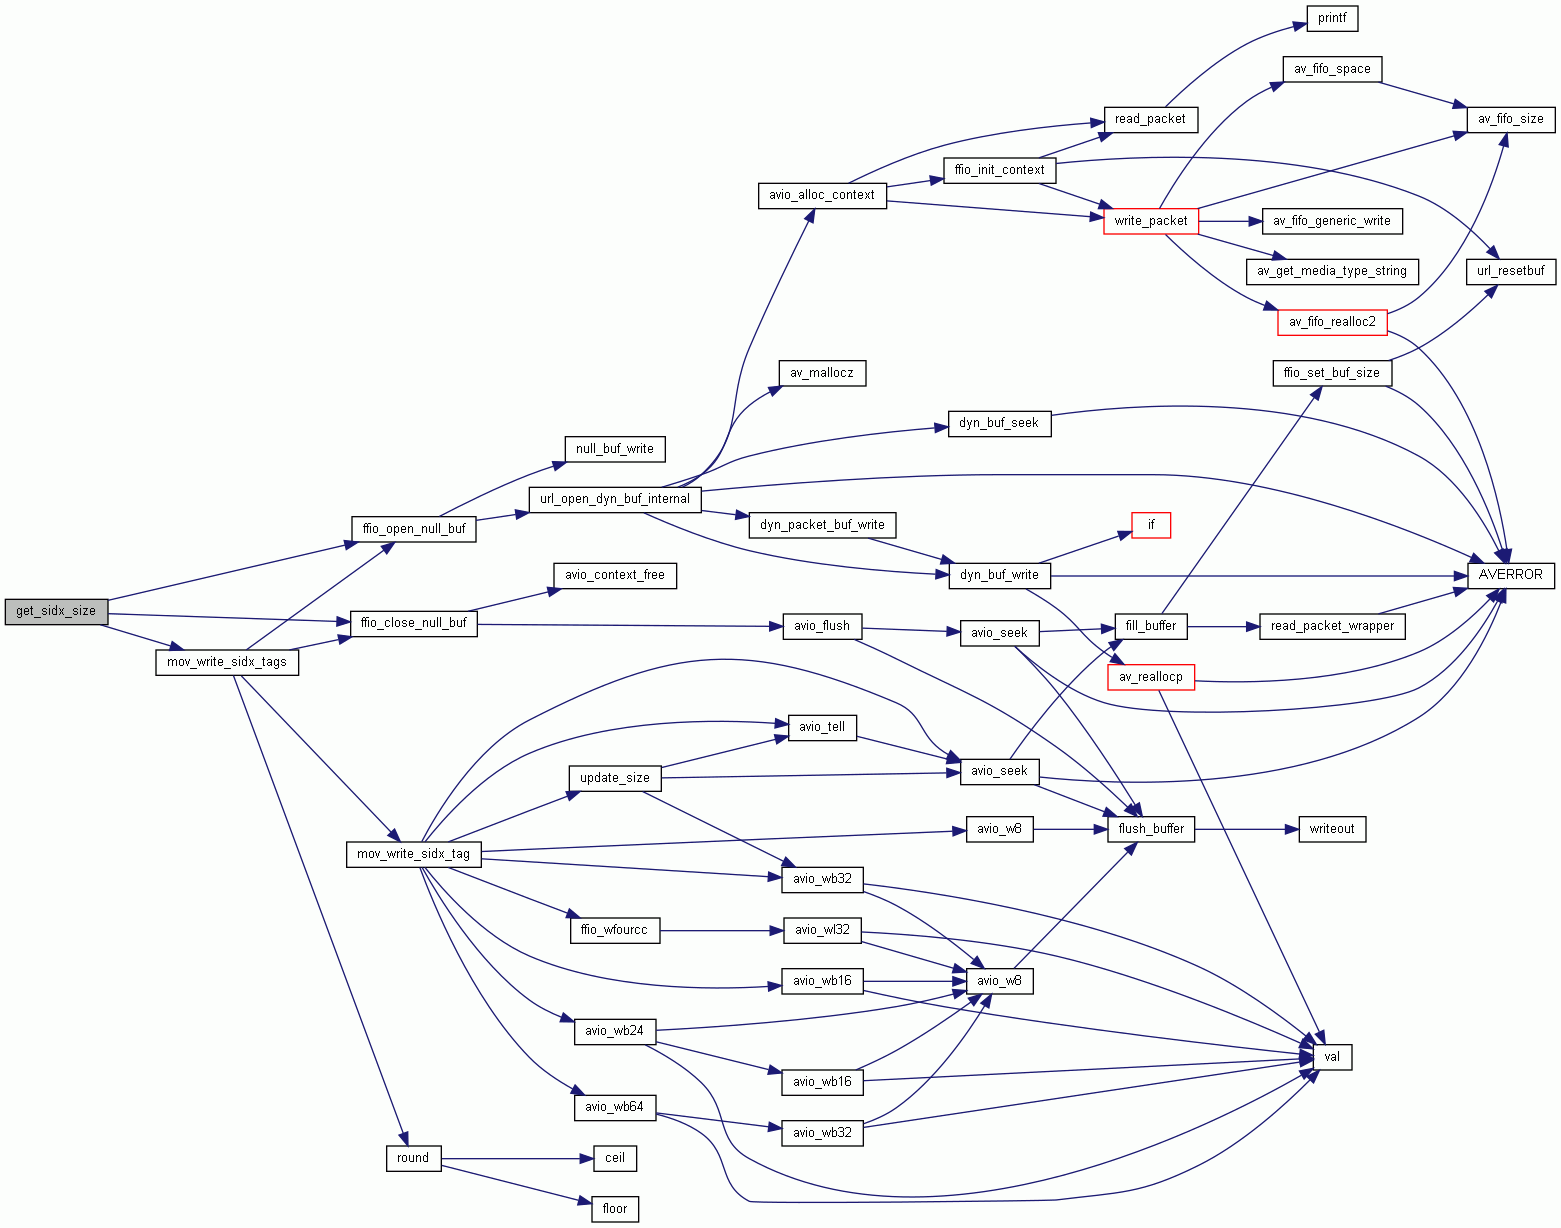 printf
av_fifo_space
read_packet
av_fifo_size
ffio_init_context
avio_alloc_context
write_packet
av_fifo_generic_write
av_get_media_type_string
url_resetbuf
av_fifo_realloc2
av_mallocz
ffio_set_buf_size
dyn_buf_seek
null_buf_write
url_open_dyn_buf_internal
ffio_open_null_buf
dyn_packet_buf_write
if
avio_context_free
dyn_buf_write
AVERROR
get_sidx_size
ffio_close_null_buf
avio_flush
avio_seek
fill_buffer
read_packet_wrapper
mov_write_sidx_tags
av_reallocp
avio_tell
update_size
avio_seek
avio_w8
flush_buffer
writeout
mov_write_sidx_tag
avio_wb32
ffio_wfourcc
avio_wl32
avio_wb16
avio_w8
avio_wb24
val
avio_wb16
avio_wb64
avio_wb32
round
ceil
floor